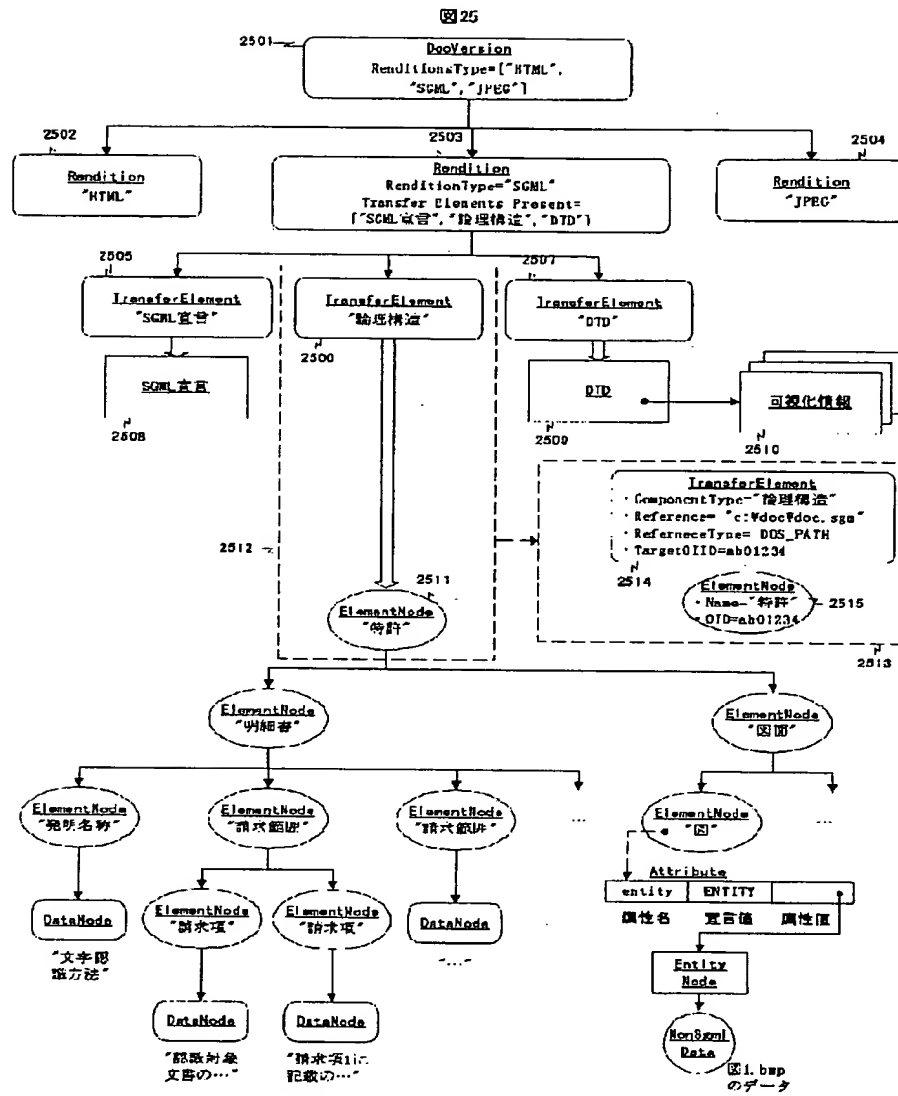 図25
2501
DocVersion
RenditionsType=["HTML",
"SGML","JPEG"]
2502
2503
2504
Rendition
"HTML"
Rendition
RenditionType="SGML"
Transfer Elements Present=
["SGML宣言","論理構造","DTD"]
Rendition
"JPEG"
2505
2507
TransferElement
"SGML宣言"
TransferElement
"論理構造"
TransferElement
"DTD"
2500
SGML宣言
DTD
可視化情報
2508
2509
2510
TransferElement
・ComponentType="論理構造"
・Reference= "c:¥doc¥doc.sgm"
・RefernceType= DOS_PATH
・TargetOIID=ab01234
2512
2514
2511
ElementNode
・Name="特許"
・OID=ab01234
2515
ElementNode
"特許"
2513
ElementNode
"明細書"
ElementNode
"図面"
ElementNode
"発明名称"
ElementNode
"請求範囲"
ElementNode
"請求範囲"
…
ElementNode
"図"
…
Attribute
entity ENTITY
属性名 宣言値 属性値
DataNode
ElementNode
"請求項"
ElementNode
"請求項"
DataNode
"文字認
識方法"
"…"
Entity
Node
DataNode
DataNode
NonSgml
Data
"認識対象
文書の…"
"請求項1に
記載の…"
図1.bmp
のデータ